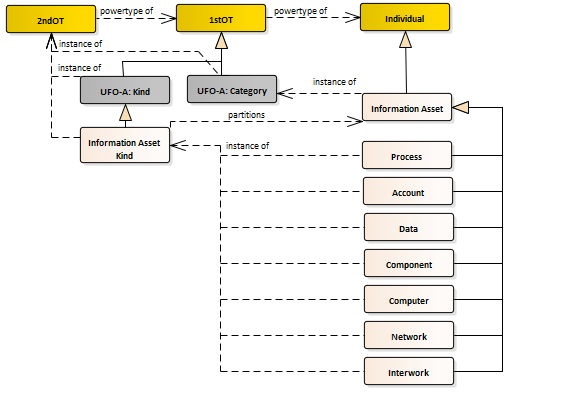 2ndOT
powertype of
1stOT
powertype of
Individual
instance of
instance of
UFO-A: Kind
UFO-A: Category
instance of
Information Asset
partitions
Information Asset
Kind
instance of
Process
Account
Data
Component
Computer
Network
Interwork